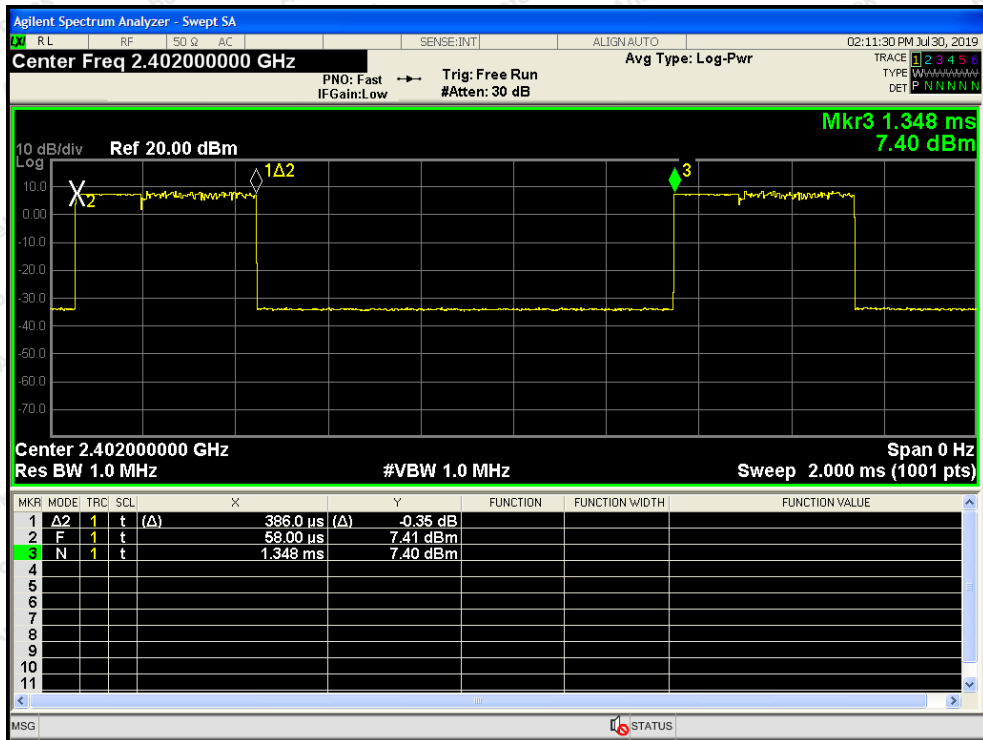 Agilent Spectrum Analyzer - Swept SA
LXI RL RF 50 Ω AC SENSE:INT ALIGNAUTO 02:11:30 PM Jul 30, 2019
Center Freq 2.402000000 GHz
PNO: Fast
IFGain:Low
Trig: Free Run
#Atten: 30 dB
Avg Type: Log-Pwr
TRACE 1 2 3 4 5 6
TYPE WWWWWW
DET P N N N N N
Mkr3 1.348 ms
7.40 dBm
10 dB/div Ref 20.00 dBm
Log
10.0
0.00
-10.0
-20.0
-30.0
-40.0
-50.0
-60.0
-70.0
X2
1Δ2
3
Center 2.402000000 GHz Span 0 Hz
Res BW 1.0 MHz #VBW 1.0 MHz Sweep 2.000 ms (1001 pts)
MKR MODE TRC SCL X Y FUNCTION FUNCTION WIDTH FUNCTION VALUE
1 Δ2 1 t (Δ) 386.0 µs (Δ) -0.35 dB
2 F 1 t 58.00 µs 7.41 dBm
3 N 1 t 1.348 ms 7.40 dBm
4
5
6
7
8
9
10
11
MSG STATUS